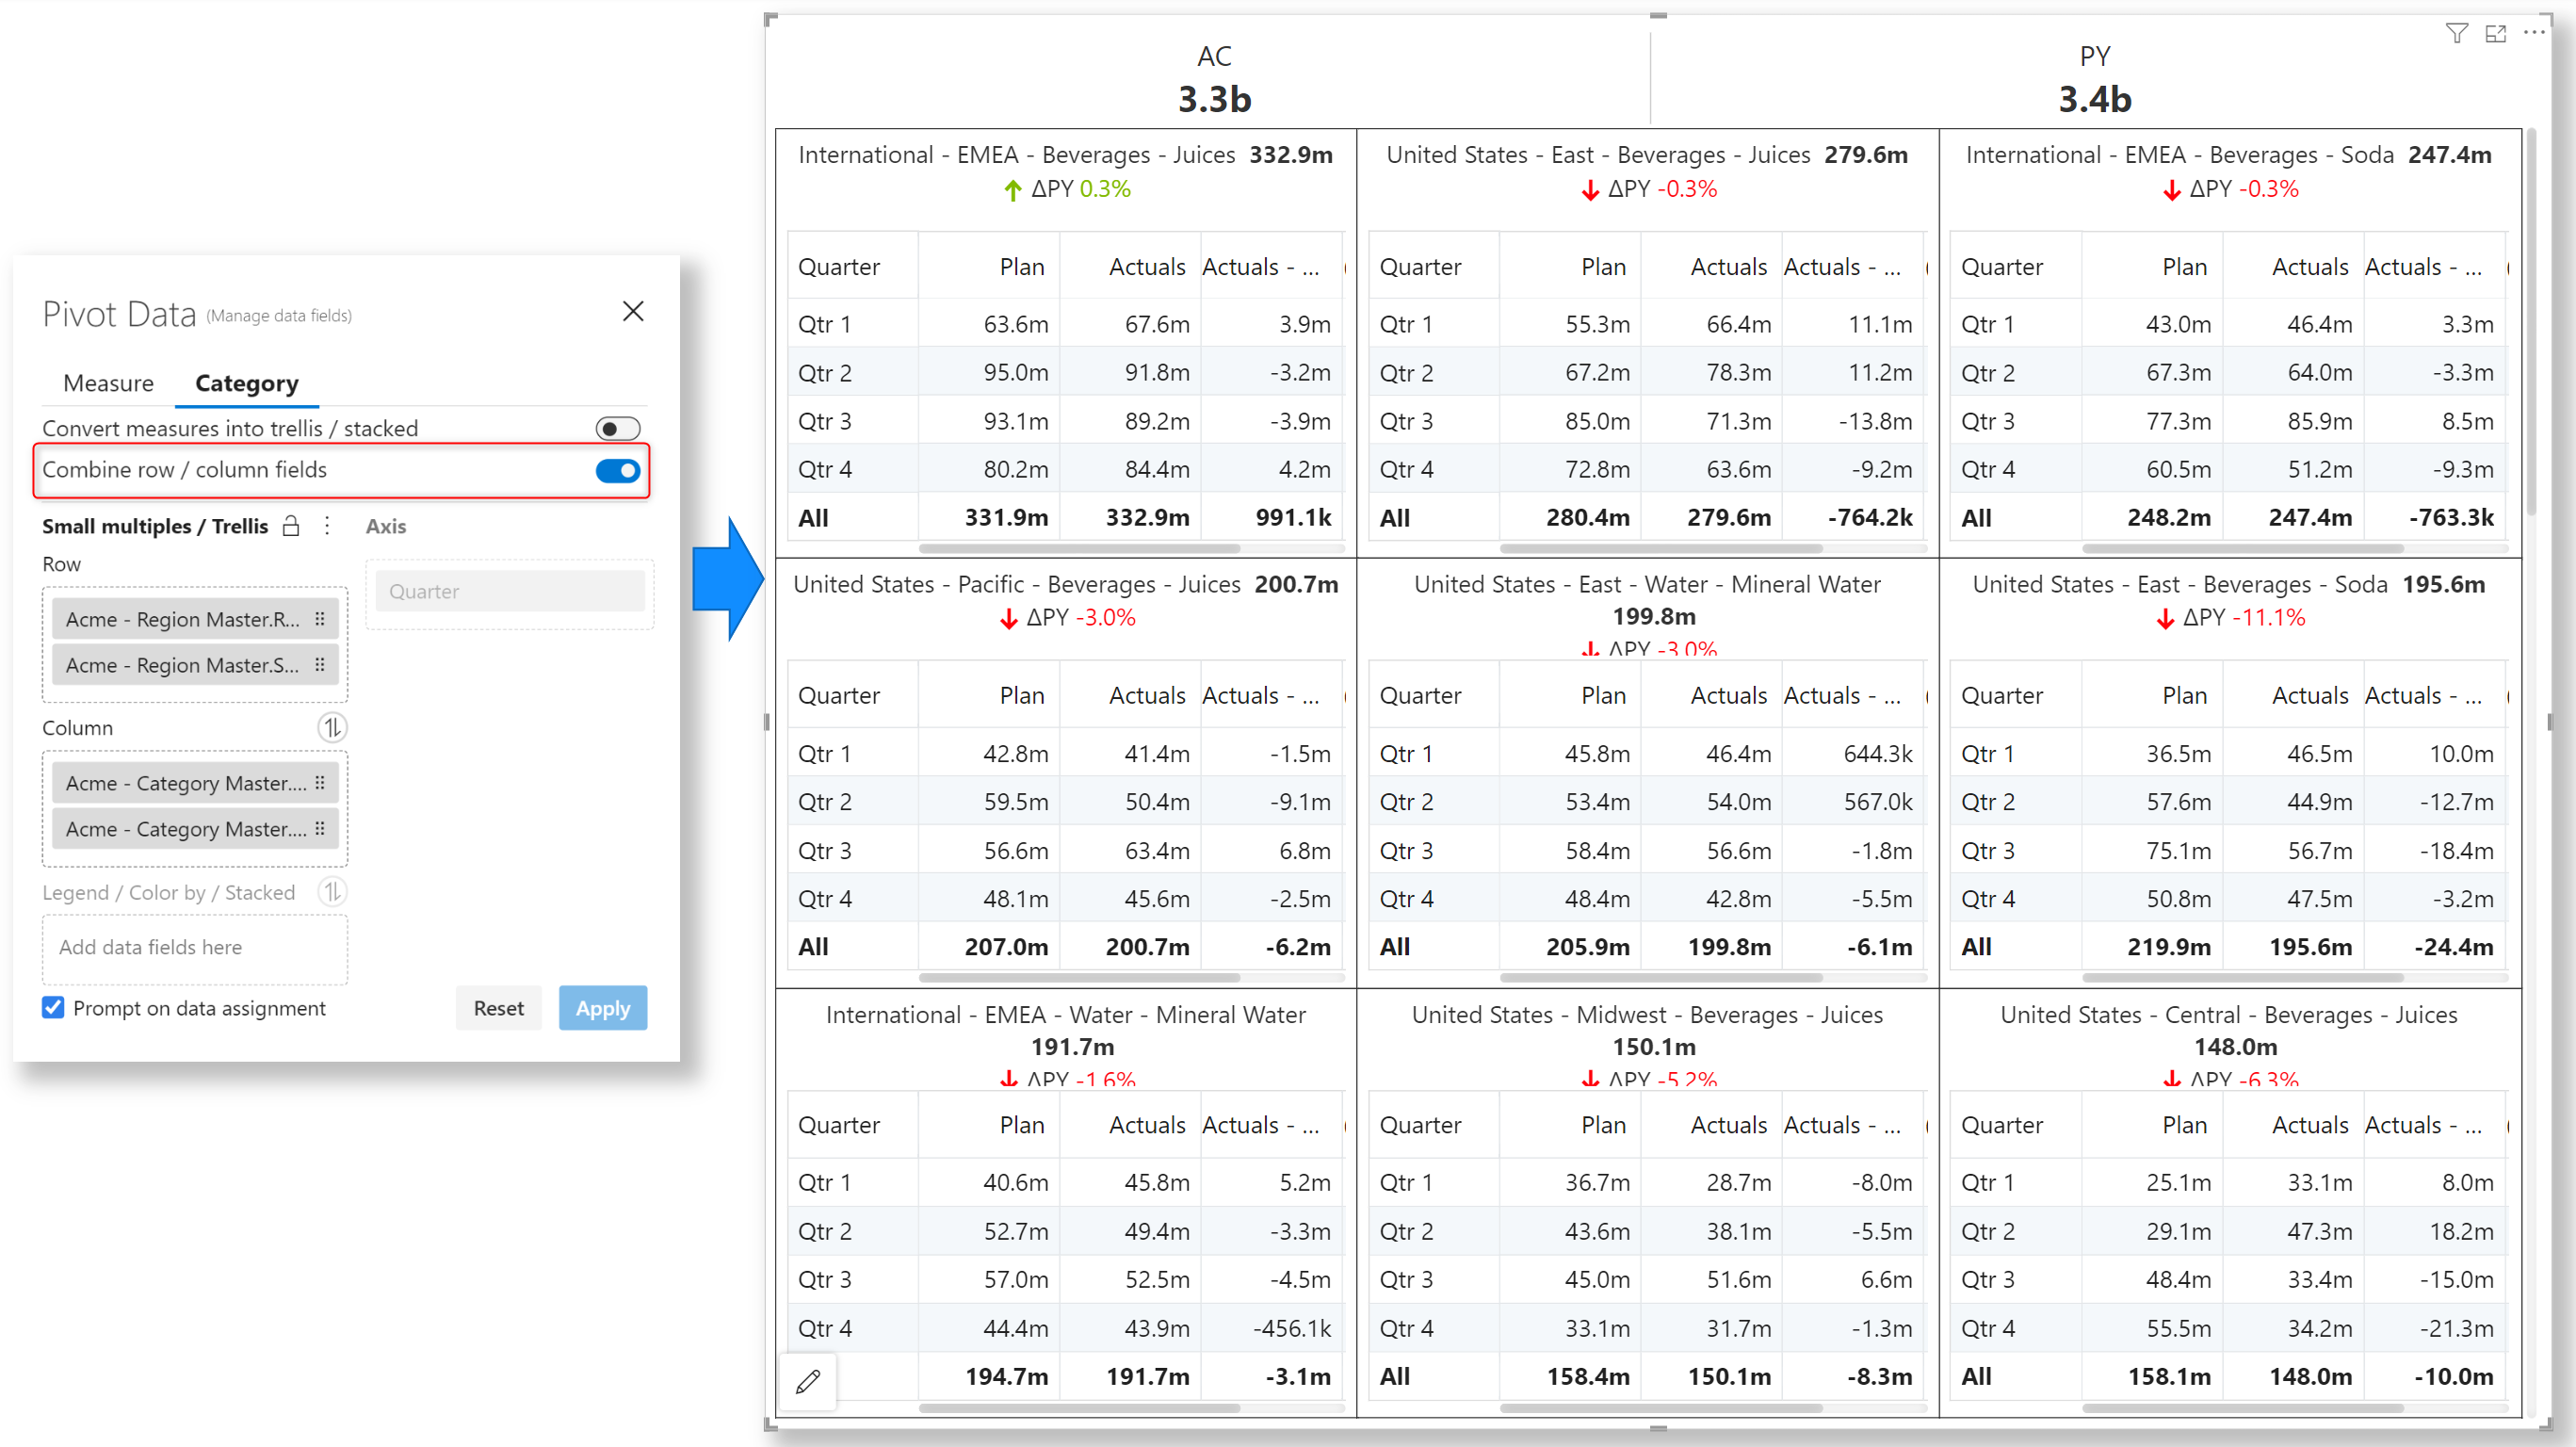 Pivot Data (Manage data fields)
Measure Category
Convert measures into trellis / stacked
Combine row / column fields
Small multiples / Trellis Axis
Row
Quarter
Acme - Region Master.R...
Acme - Region Master.S...
Column
Acme - Category Master....
Acme - Category Master....
Legend / Color by / Stacked
Add data fields here
Prompt on data assignment Reset Apply
AC PY
3.3b 3.4b
International - EMEA - Beverages - Juices 332.9m
ΔPY 0.3%
Quarter Plan Actuals Actuals - ...
Qtr 1 63.6m 67.6m 3.9m
Qtr 2 95.0m 91.8m -3.2m
Qtr 3 93.1m 89.2m -3.9m
Qtr 4 80.2m 84.4m 4.2m
All 331.9m 332.9m 991.1k
United States - East - Beverages - Juices 279.6m
ΔPY -0.3%
Quarter Plan Actuals Actuals - ...
Qtr 1 55.3m 66.4m 11.1m
Qtr 2 67.2m 78.3m 11.2m
Qtr 3 85.0m 71.3m -13.8m
Qtr 4 72.8m 63.6m -9.2m
All 280.4m 279.6m -764.2k
International - EMEA - Beverages - Soda 247.4m
ΔPY -0.3%
Quarter Plan Actuals Actuals - ...
Qtr 1 43.0m 46.4m 3.3m
Qtr 2 67.3m 64.0m -3.3m
Qtr 3 77.3m 85.9m 8.5m
Qtr 4 60.5m 51.2m -9.3m
All 248.2m 247.4m -763.3k
United States - Pacific - Beverages - Juices 200.7m
ΔPY -3.0%
Quarter Plan Actuals Actuals - ...
Qtr 1 42.8m 41.4m -1.5m
Qtr 2 59.5m 50.4m -9.1m
Qtr 3 56.6m 63.4m 6.8m
Qtr 4 48.1m 45.6m -2.5m
All 207.0m 200.7m -6.2m
United States - East - Water - Mineral Water
199.8m
ΔPY -3.0%
Quarter Plan Actuals Actuals - ...
Qtr 1 45.8m 46.4m 644.3k
Qtr 2 53.4m 54.0m 567.0k
Qtr 3 58.4m 56.6m -1.8m
Qtr 4 48.4m 42.8m -5.5m
All 205.9m 199.8m -6.1m
United States - East - Beverages - Soda 195.6m
ΔPY -11.1%
Quarter Plan Actuals Actuals - ...
Qtr 1 36.5m 46.5m 10.0m
Qtr 2 57.6m 44.9m -12.7m
Qtr 3 75.1m 56.7m -18.4m
Qtr 4 50.8m 47.5m -3.2m
All 219.9m 195.6m -24.4m
International - EMEA - Water - Mineral Water
191.7m
ΔPY -1.6%
Quarter Plan Actuals Actuals - ...
Qtr 1 40.6m 45.8m 5.2m
Qtr 2 52.7m 49.4m -3.3m
Qtr 3 57.0m 52.5m -4.5m
Qtr 4 44.4m 43.9m -456.1k
194.7m 191.7m -3.1m
United States - Midwest - Beverages - Juices
150.1m
ΔPY -5.2%
Quarter Plan Actuals Actuals - ...
Qtr 1 36.7m 28.7m -8.0m
Qtr 2 43.6m 38.1m -5.5m
Qtr 3 45.0m 51.6m 6.6m
Qtr 4 33.1m 31.7m -1.3m
All 158.4m 150.1m -8.3m
United States - Central - Beverages - Juices
148.0m
ΔPY -6.3%
Quarter Plan Actuals Actuals - ...
Qtr 1 25.1m 33.1m 8.0m
Qtr 2 29.1m 47.3m 18.2m
Qtr 3 48.4m 33.4m -15.0m
Qtr 4 55.5m 34.2m -21.3m
All 158.1m 148.0m -10.0m